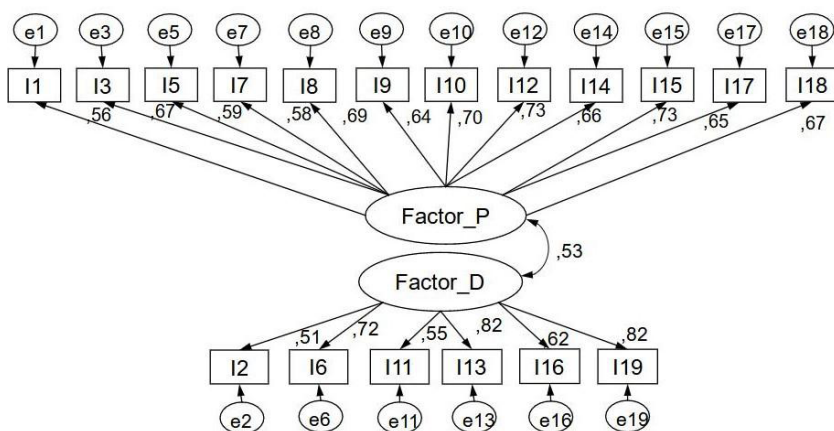 e1 e3 e5 e7 e8 e9 e10 e12 e14 e15 e17 e18
I1 I3 I5 I7 I8 I9 I10 I12 I14 I15 I17 I18
,56 ,67 ,59 ,58 ,69 ,64 ,70 ,73 ,66 ,73 ,65 ,67
Factor_P
,53
Factor_D
,51 ,72 ,55 ,82 ,62 ,82
I2 I6 I11 I13 I16 I19
e2 e6 e11 e13 e16 e19